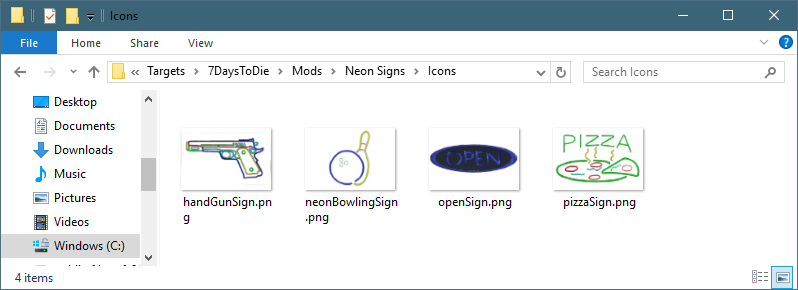 Icons
File Home Share View
« Targets > 7DaysToDie > Mods > Neon Signs > Icons
Search Icons
Desktop
Documents
Downloads
Music
Pictures
Videos
Windows (C:)
OPEN
PIZZA
handGunSign.pn
g
neonBowlingSign
.png
openSign.png
pizzaSign.png
4 items